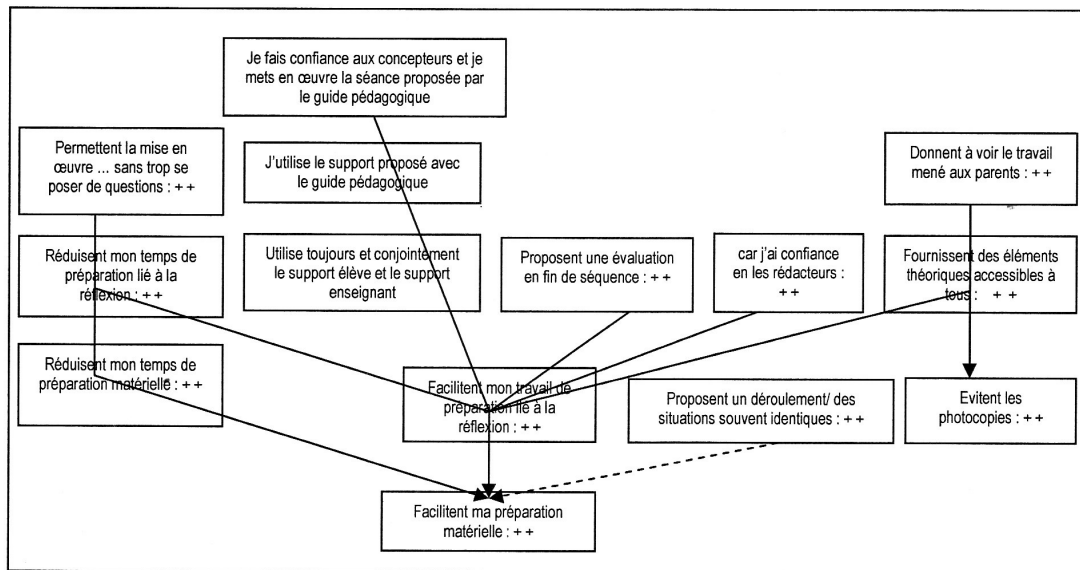 Je fais confiance aux concepteurs et je
mets en œuvre la séance proposée par
le guide pédagogique
Permettent la mise en
œuvre ... sans trop se
poser de questions : + +
J'utilise le support proposé avec
le guide pédagogique
Donnent à voir le travail
mené aux parents : + +
Réduisent mon temps de
préparation lié à la
réflexion : + +
Utilise toujours et conjointement
le support élève et le support
enseignant
Proposent une évaluation
en fin de séquence : + +
car j'ai confiance
en les rédacteurs :
+ +
Fournissent des éléments
théoriques accessibles à
tous : + +
Réduisent mon temps de
préparation matérielle : + +
Facilitent mon travail de
préparation lié à la
réflexion : + +
Proposent un déroulement/ des
situations souvent identiques : + +
Evitent les
photocopies : + +
Facilitent ma préparation
matérielle : + +